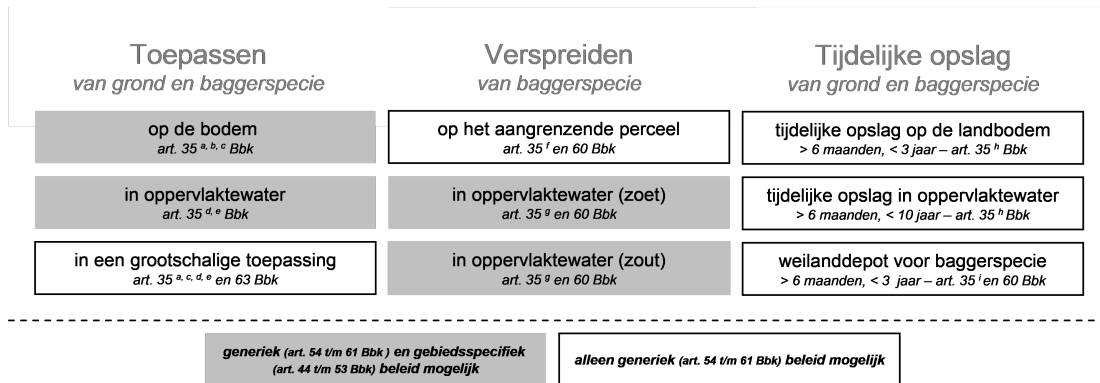 Toepassen
van grond en baggerspecie
op de bodem
art. 35 a, b, c Bbk
in oppervlaktewater
art. 35 d, e Bbk
in een grootschalige toepassing
art. 35 a, c, d, e en 63 Bbk
Verspreiden
van baggerspecie
op het aangrenzende perceel
art. 35 f en 60 Bbk
in oppervlaktewater (zoet)
art. 35 g en 60 Bbk
in oppervlaktewater (zout)
art. 35 g en 60 Bbk
Tijdelijke opslag
van grond en baggerspecie
tijdelijke opslag op de landbodem
> 6 maanden, < 3 jaar – art. 35 h Bbk
tijdelijke opslag in oppervlaktewater
> 6 maanden, < 10 jaar – art. 35 h Bbk
weilanddepot voor baggerspecie
> 6 maanden, < 3 jaar – art. 35 i en 60 Bbk
generiek (art. 54 t/m 61 Bbk ) en gebiedsspecifiek
(art. 44 t/m 53 Bbk) beleid mogelijk
alleen generiek (art. 54 t/m 61 Bbk) beleid mogelijk